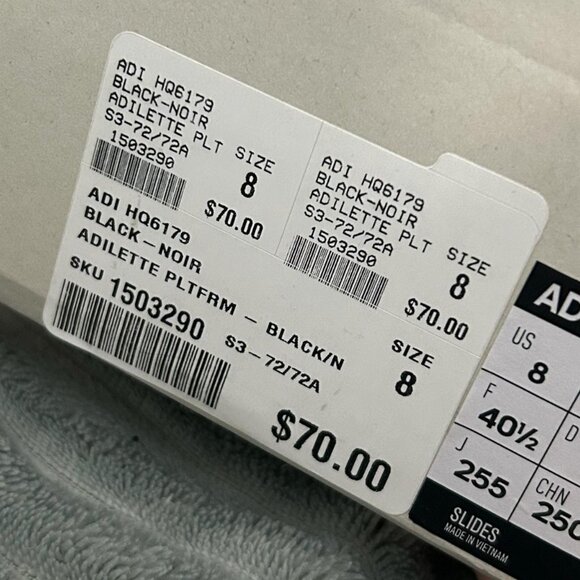 ADI HQ6179
BLACK-NOIR
ADILETTE PLT SIZE
S3-72/72A 8
1503290
$70.00
ADI HQ6179
BLACK-NOIR
ADILETTE PLT SIZE
S3-72/72A 8
1503290
$70.00
ADI HQ6179
BLACK-NOIR
ADILETTE PLTFRM - BLACK/N SIZE
SKU 1503290 S3-72/72A 8
$70.00
AD
US
8
F
40½
D
J
255
CHN
250
SLIDES
MADE IN VIETNAM